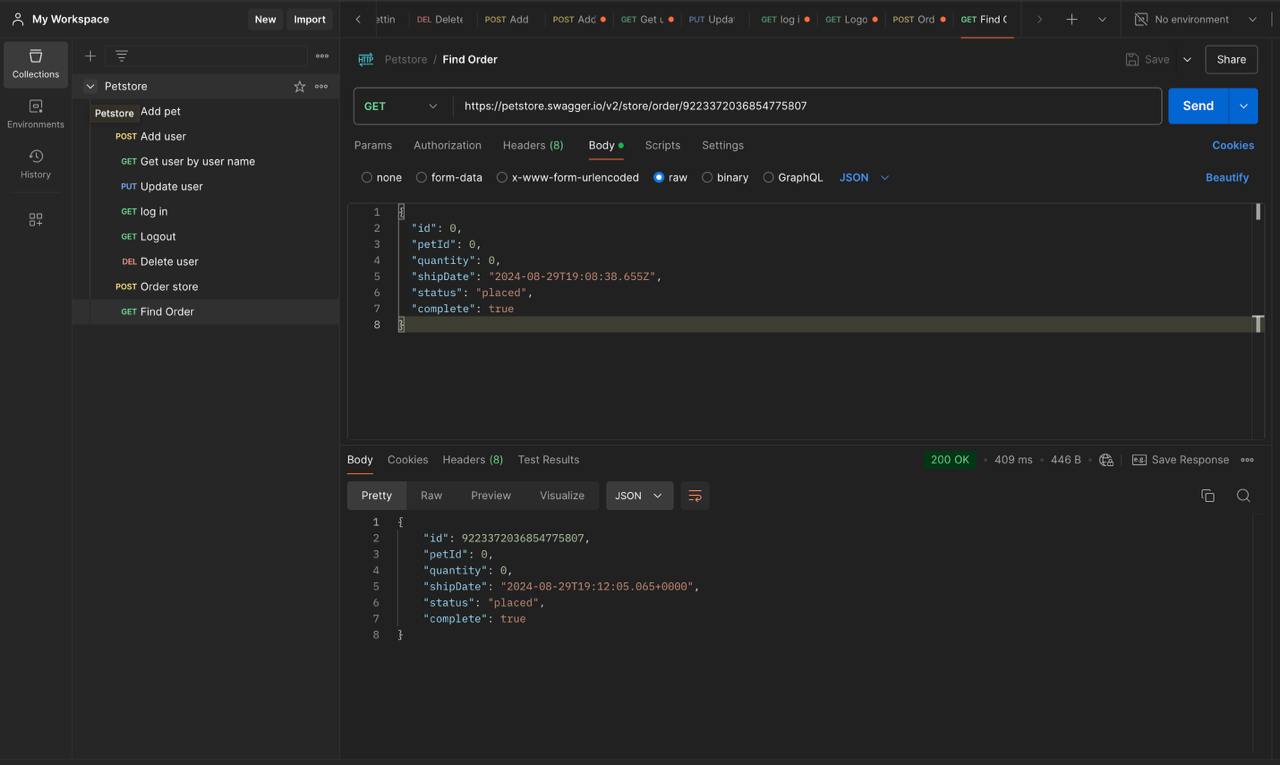 My Workspace
New
Import
ettin
DEL Delete
POST Add
POST Add
GET Get u
PUT Updat
GET log i
GET Logo
POST Ord
GET Find
No environment
Collections
Environments
History
Petstore
Petstore
Add pet
POST Add user
GET Get user by user name
PUT Update user
GET log in
GET Logout
DEL Delete user
POST Order store
GET Find Order
HTTP Petstore / Find Order
Save
Share
GET
https://petstore.swagger.io/v2/store/order/9223372036854775807
Send
Params
Authorization
Headers (8)
Body
Scripts
Settings
Cookies
none
form-data
x-www-form-urlencoded
raw
binary
GraphQL
JSON
Beautify
1 {
2 "id": 0,
3 "petId": 0,
4 "quantity": 0,
5 "shipDate": "2024-08-29T19:08:38.655Z",
6 "status": "placed",
7 "complete": true
8 }
Body
Cookies
Headers (8)
Test Results
200 OK
409 ms
446 B
e.g. Save Response
Pretty
Raw
Preview
Visualize
JSON
1 {
2 "id": 9223372036854775807,
3 "petId": 0,
4 "quantity": 0,
5 "shipDate": "2024-08-29T19:12:05.065+0000",
6 "status": "placed",
7 "complete": true
8 }